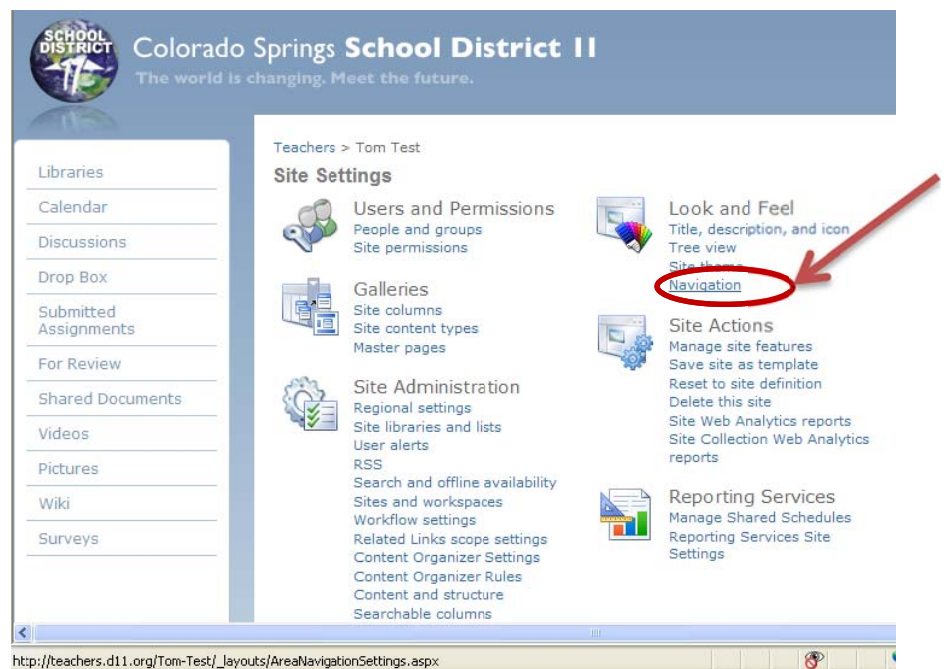 SCHOOL
DISTRICT
11
Colorado Springs School District 11
The world is changing. Meet the future.
Libraries
Calendar
Discussions
Drop Box
Submitted
Assignments
For Review
Shared Documents
Videos
Pictures
Wiki
Surveys
Teachers > Tom Test
Site Settings
Users and Permissions
People and groups
Site permissions
Galleries
Site columns
Site content types
Master pages
Site Administration
Regional settings
Site libraries and lists
User alerts
RSS
Search and offline availability
Sites and workspaces
Workflow settings
Related Links scope settings
Content Organizer Settings
Content Organizer Rules
Content and structure
Searchable columns
Look and Feel
Title, description, and icon
Tree view
Site theme
Navigation
Site Actions
Manage site features
Save site as template
Reset to site definition
Delete this site
Site Web Analytics reports
Site Collection Web Analytics
reports
Reporting Services
Manage Shared Schedules
Reporting Services Site
Settings
http://teachers.d11.org/Tom-Test/_layouts/AreaNavigationSettings.aspx